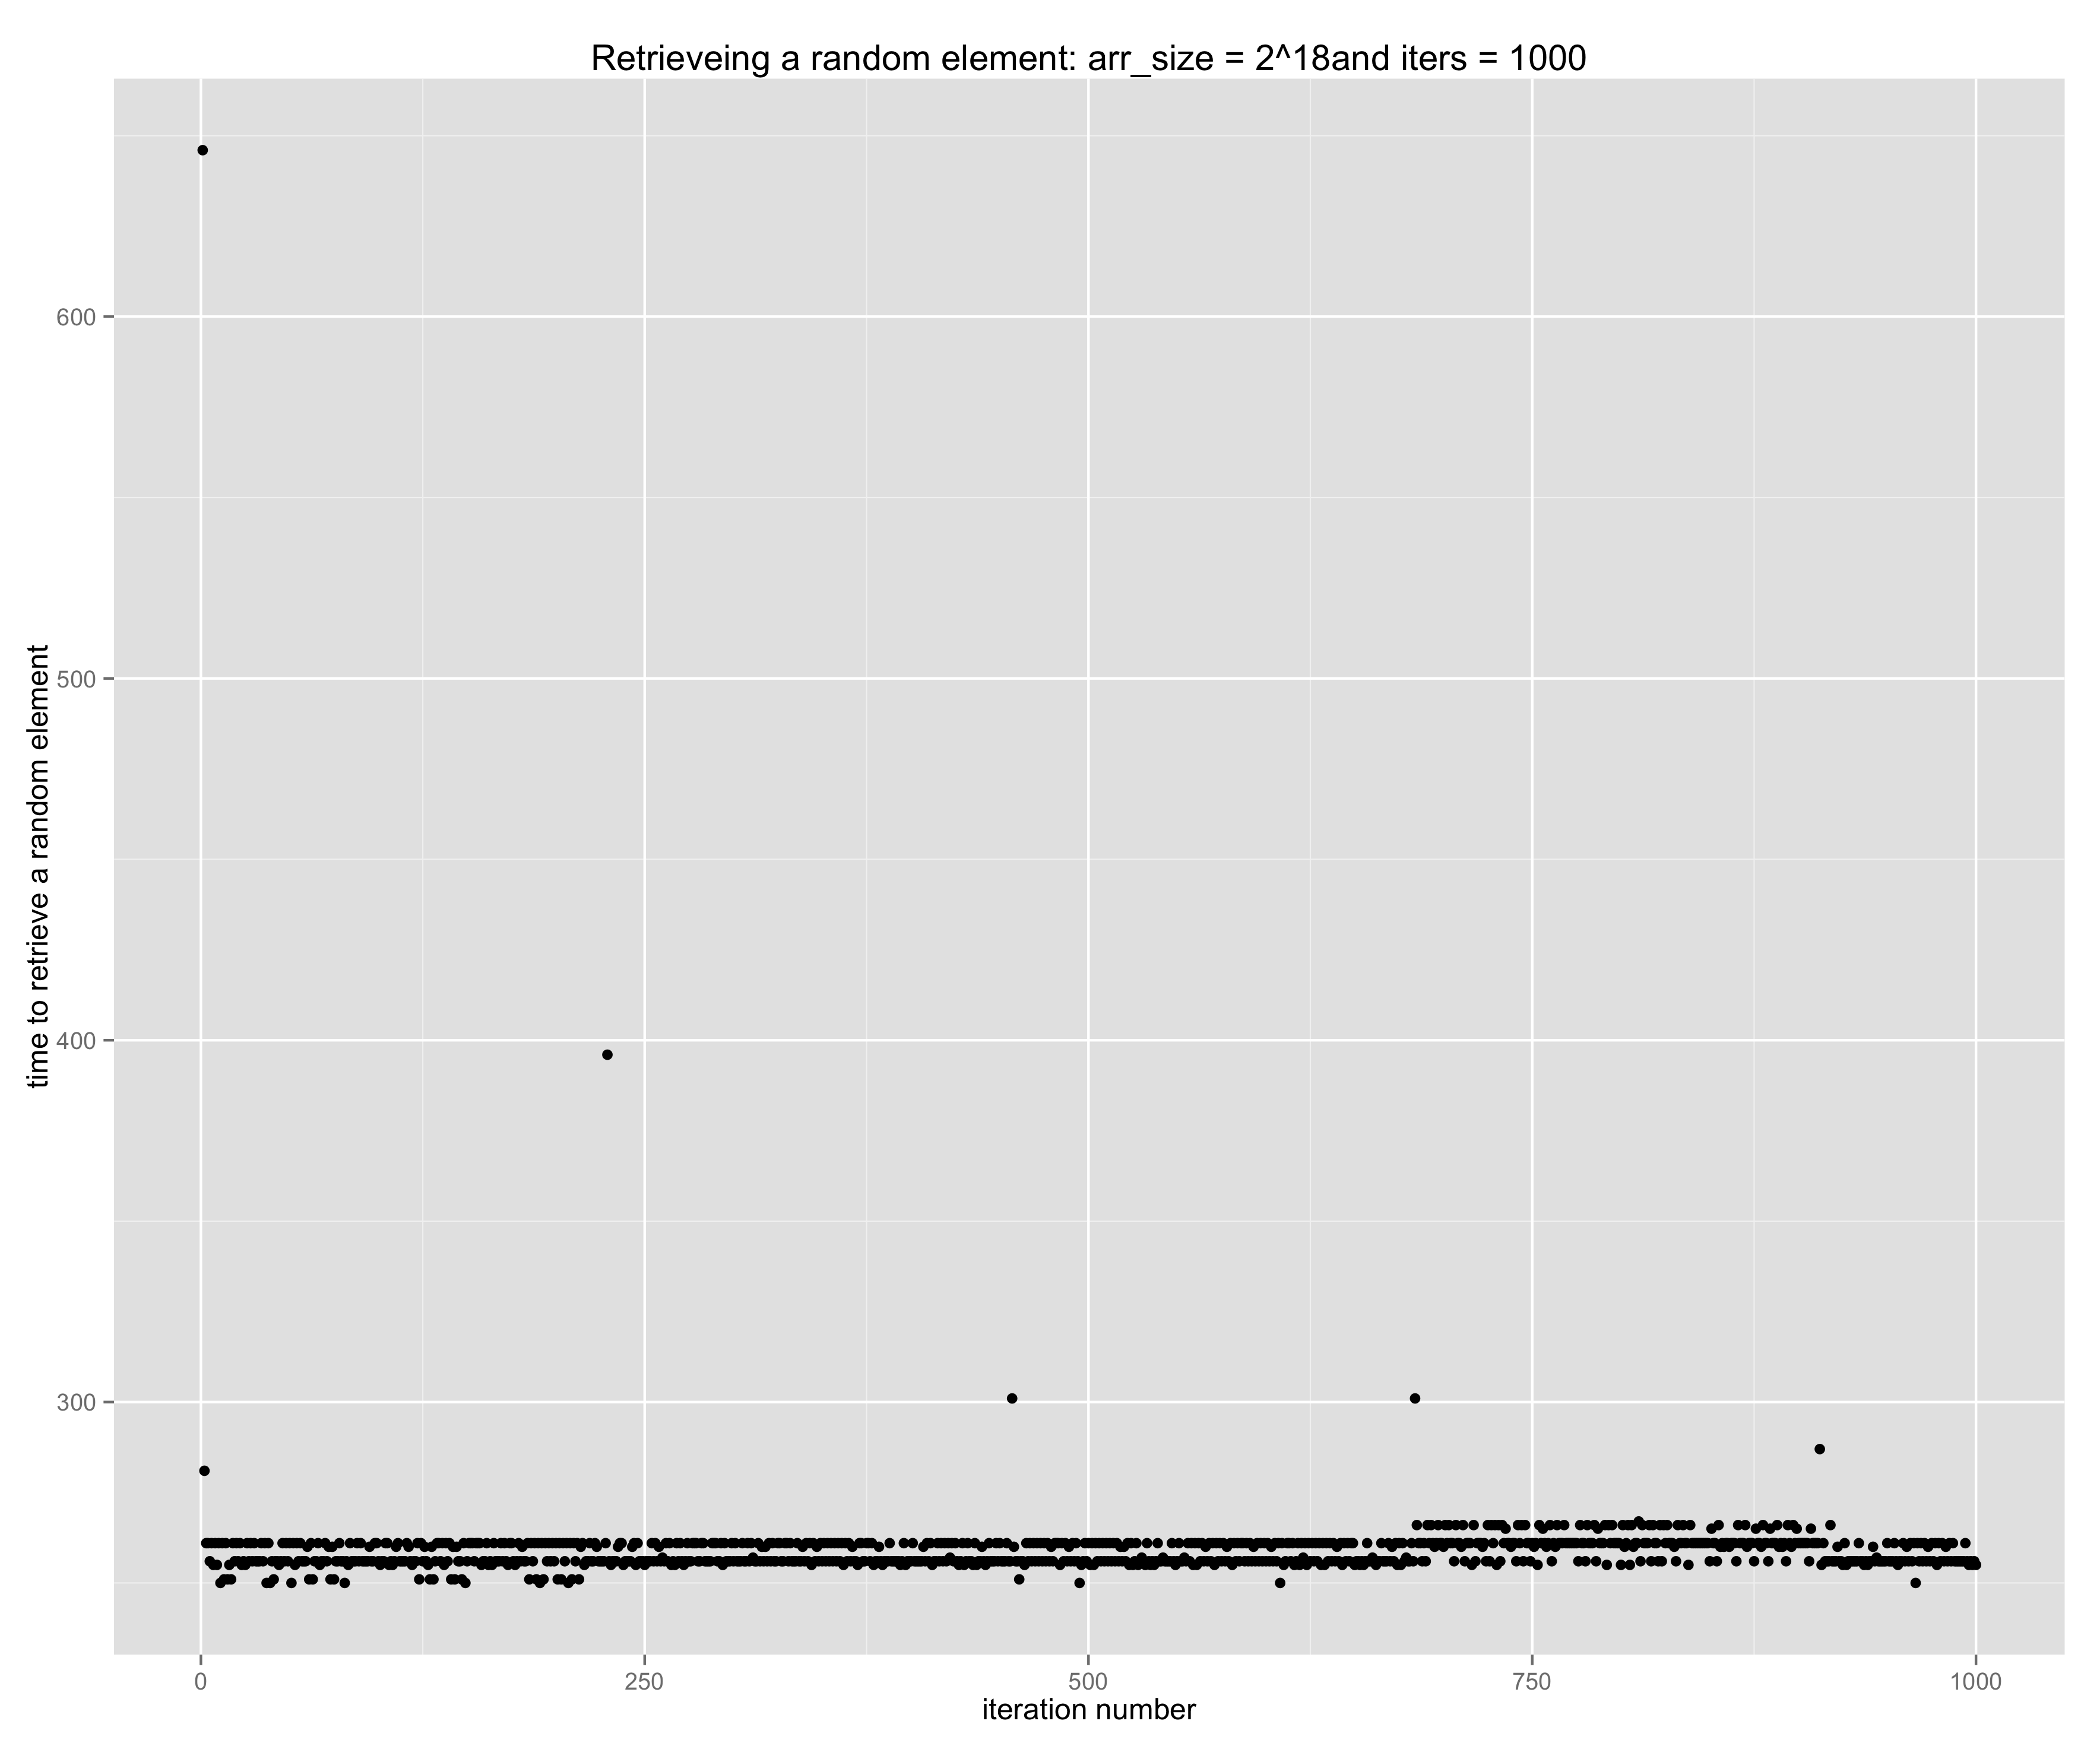 Retrieveing a random element: arr_size = 2^18and iters = 1000
time to retrieve a random element
600
500
400
300
0 250 500 750 1000
iteration number